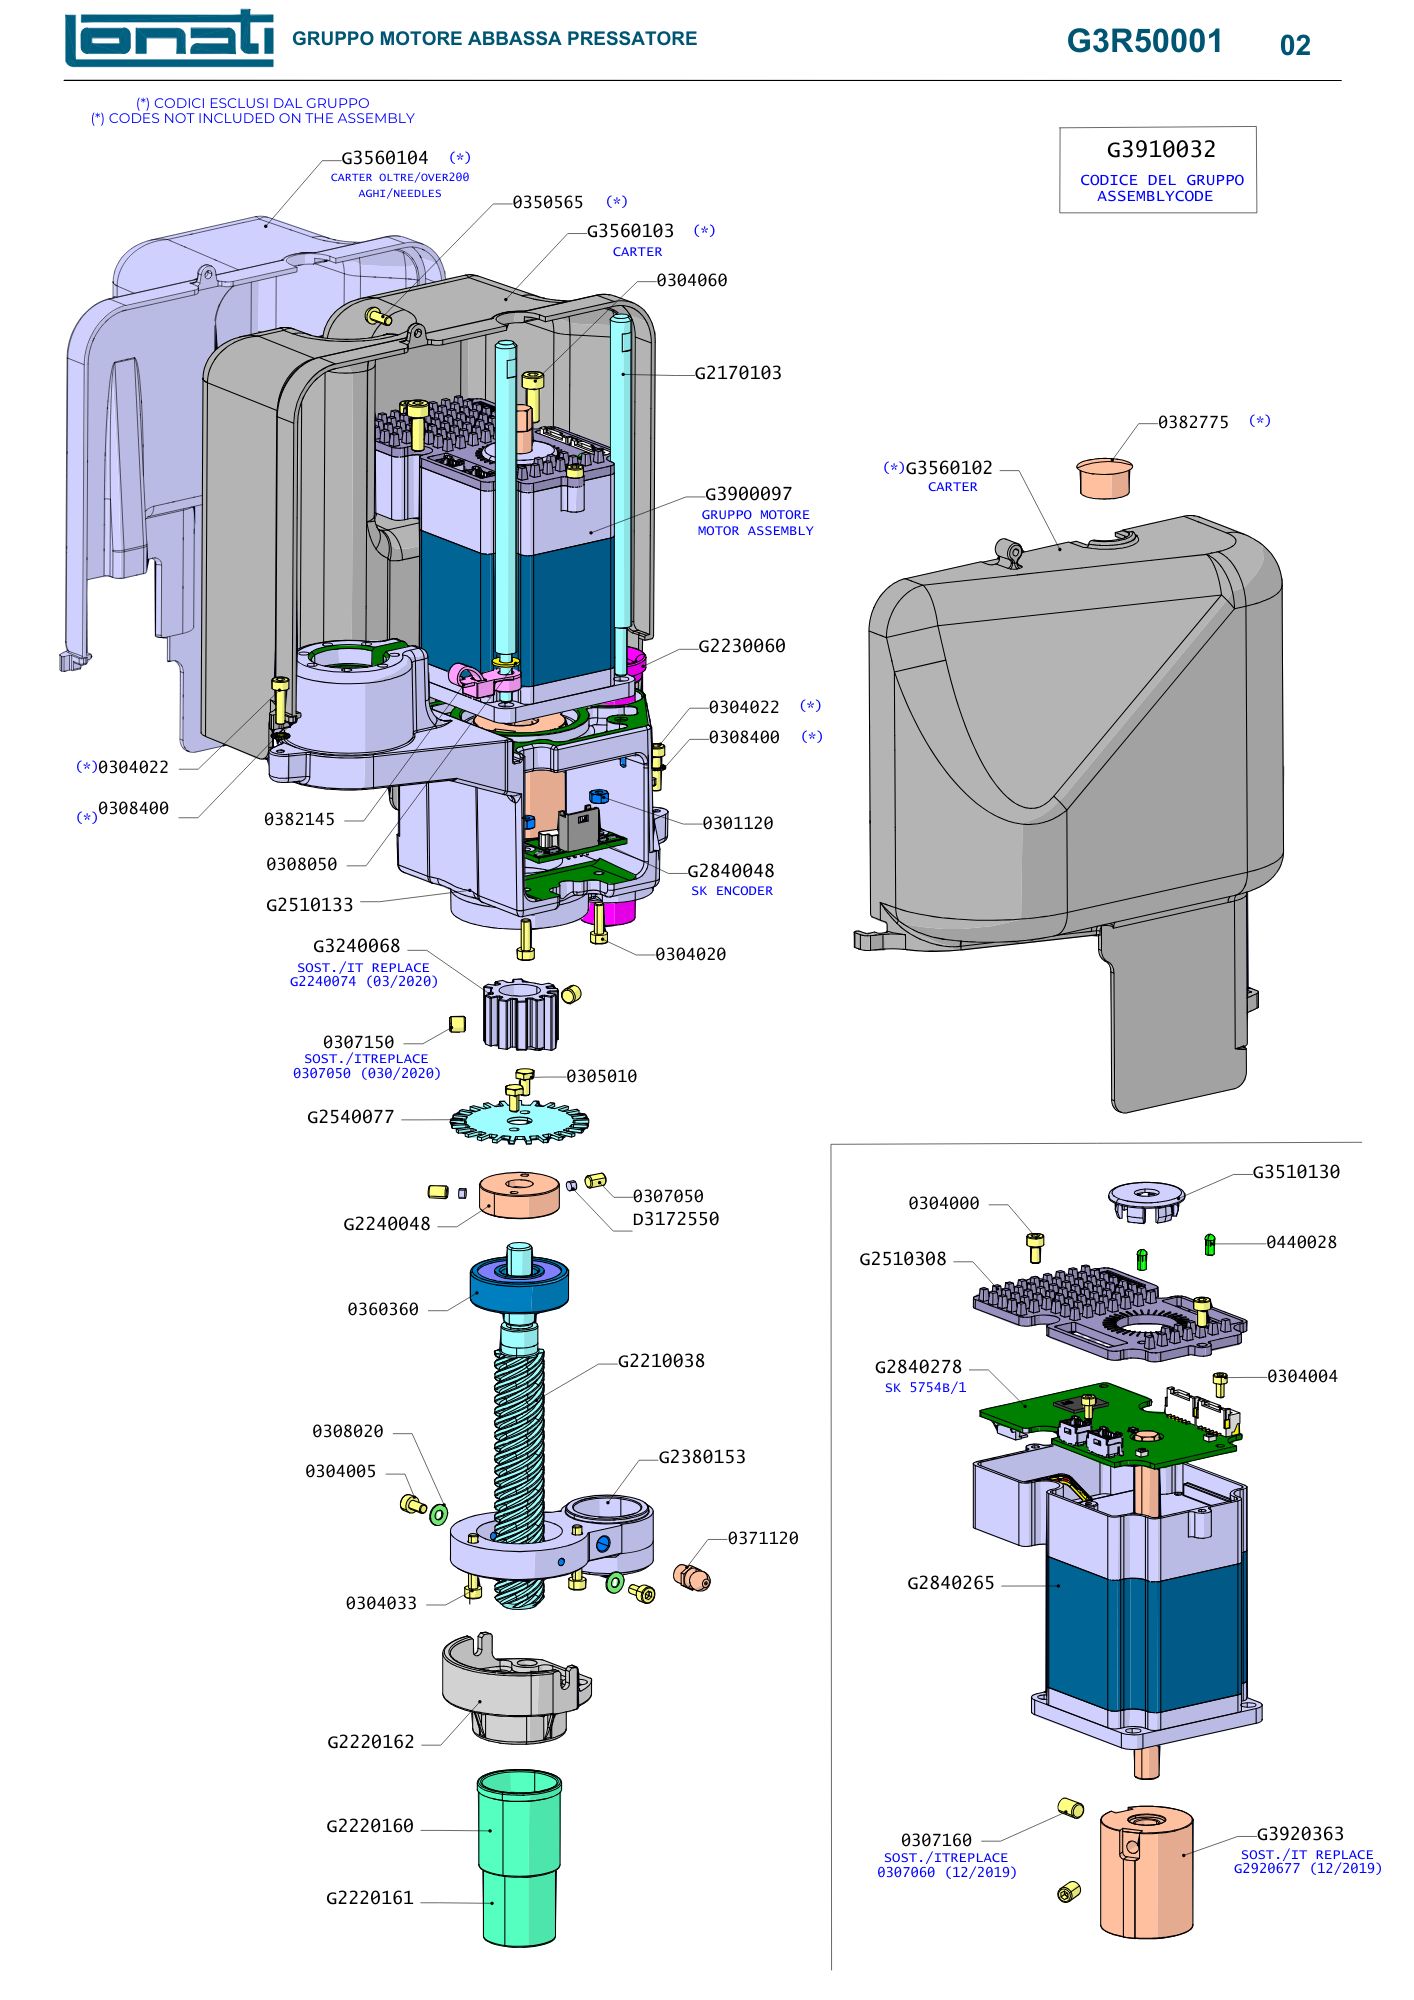 Lonati
GRUPPO MOTORE ABBASSA PRESSATORE
G3R50001
02
(*) CODICI ESCLUSI DAL GRUPPO
(*) CODES NOT INCLUDED ON THE ASSEMBLY
G3910032
CODICE DEL GRUPPO
ASSEMBLYCODE
G3560104 (*)
CARTER OLTRE/OVER200
AGHI/NEEDLES
0350565 (*)
G3560103 (*)
CARTER
0304060
G2170103
0382775 (*)
(*)G3560102
CARTER
G3900097
GRUPPO MOTORE
MOTOR ASSEMBLY
G2230060
0304022 (*)
0308400 (*)
(*)0304022
(*)0308400
0382145
0301120
0308050
G2840048
SK ENCODER
G2510133
G3240068
SOST./IT REPLACE
G2240074 (03/2020)
0304020
0307150
SOST./ITREPLACE
0307050 (030/2020)
0305010
G2540077
0307050
D3172550
G2240048
0360360
G2210038
0308020
0304005
G2380153
0371120
0304033
G2220162
G2220160
G2220161
G3510130
0304000
0440028
G2510308
G2840278
SK 5754B/1
0304004
G2840265
0307160
SOST./ITREPLACE
0307060 (12/2019)
G3920363
SOST./IT REPLACE
G2920677 (12/2019)